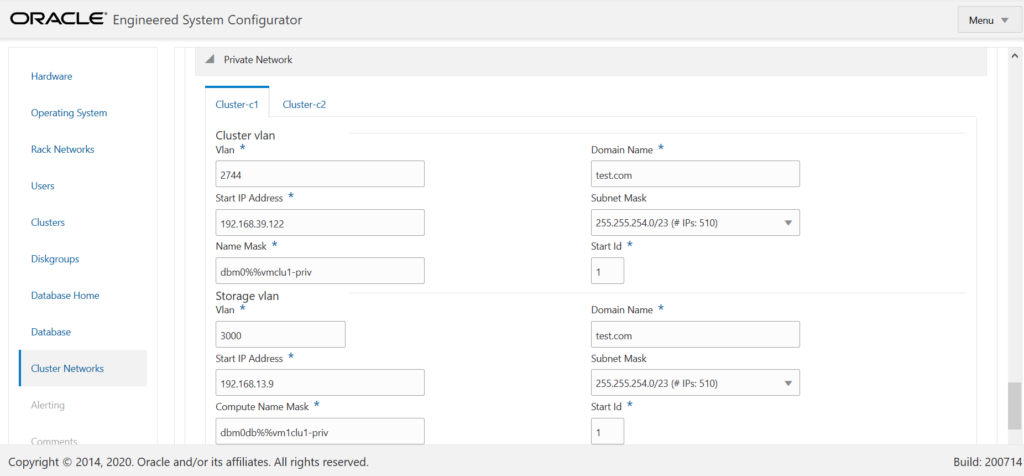 ORACLE® Engineered System Configurator
Menu
Hardware
Operating System
Rack Networks
Users
Clusters
Diskgroups
Database Home
Database
Cluster Networks
Alerting
Comments
Private Network
Cluster-c1 Cluster-c2
Cluster vlan
Vlan * Domain Name *
2744 test.com
Start IP Address * Subnet Mask
192.168.39.122 255.255.254.0/23 (# IPs: 510)
Name Mask * Start Id *
dbm0%%vmclu1-priv 1
Storage vlan
Vlan * Domain Name *
3000 test.com
Start IP Address * Subnet Mask
192.168.13.9 255.255.254.0/23 (# IPs: 510)
Compute Name Mask * Start Id *
dbm0db%%vm1clu1-priv 1
Copyright © 2014, 2020. Oracle and/or its affiliates. All rights reserved. Build: 200714